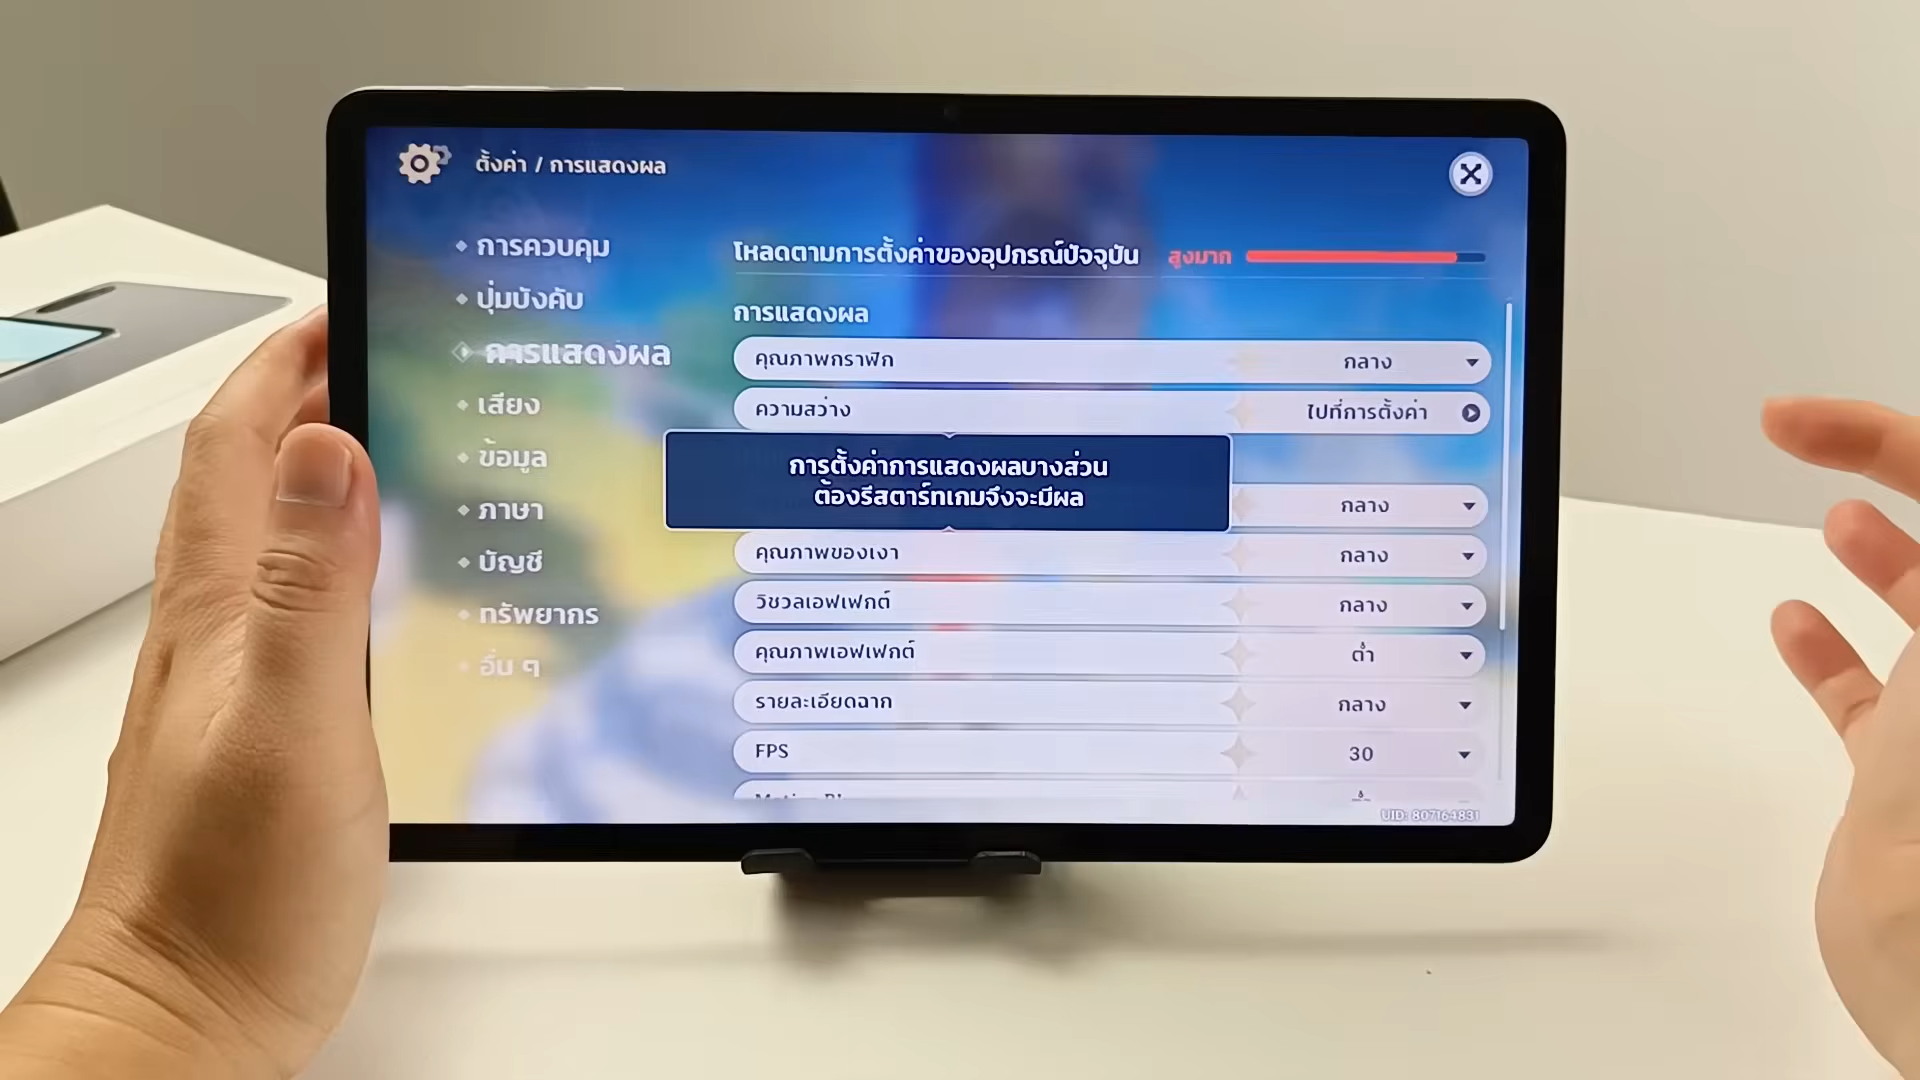 ตั้งค่า / การแสดงผล
การควบคุม
ปุ่มบังคับ
การแสดงผล
เสียง
ข้อมูล
ภาษา
บัญชี
ทรัพยากร
อื่น ๆ
โหลดตามการตั้งค่าของอุปกรณ์ปัจจุบัน สูงมาก
การแสดงผล
คุณภาพกราฟิก กลาง
ความสว่าง ไปที่การตั้งค่า
การตั้งค่าการแสดงผลบางส่วน
ต้องรีสตาร์ทเกมจึงจะมีผล
กลาง
คุณภาพของเงา กลาง
วิชวลเอฟเฟกต์ กลาง
คุณภาพเอฟเฟกต์ ต่ำ
รายละเอียดฉาก กลาง
FPS 30
UID: 807164831